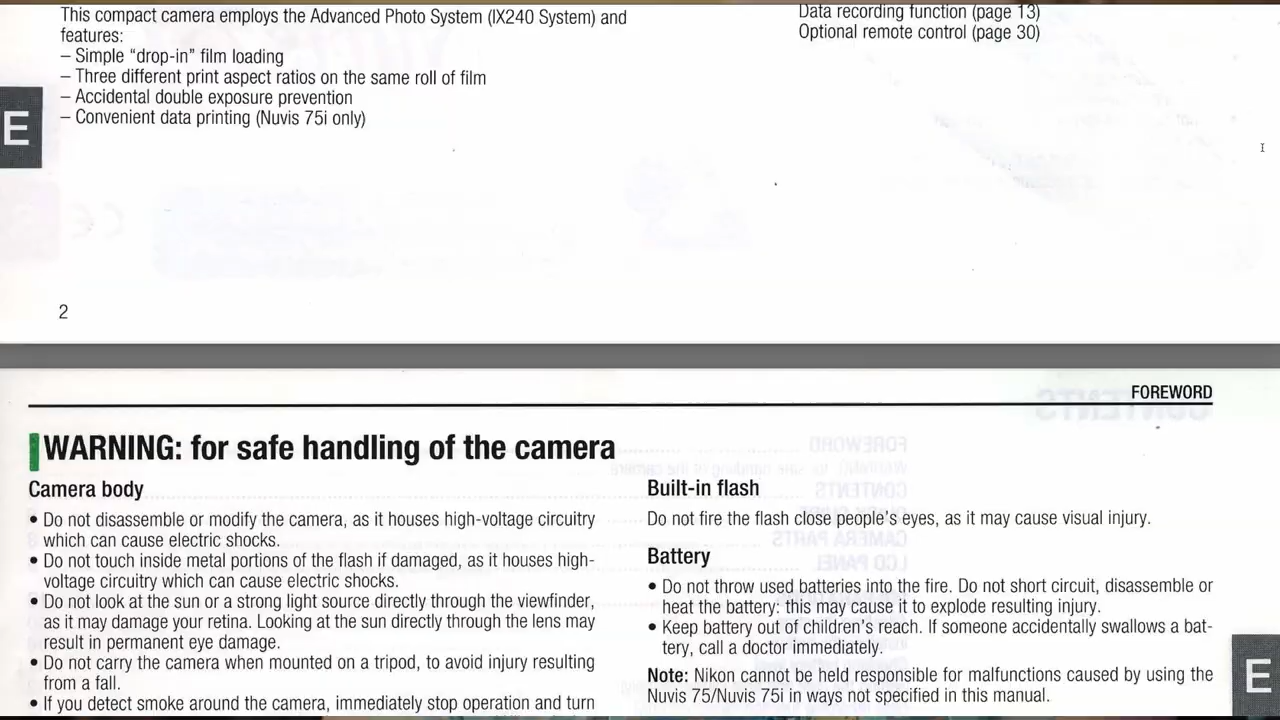 This compact camera employs the Advanced Photo System (IX240 System) and
features:
– Simple “drop-in” film loading
– Three different print aspect ratios on the same roll of film
– Accidental double exposure prevention
– Convenient data printing (Nuvis 75i only)
Data recording function (page 13)
Optional remote control (page 30)
E
2
FOREWORD
WARNING: for safe handling of the camera
Camera body
• Do not disassemble or modify the camera, as it houses high-voltage circuitry
which can cause electric shocks.
• Do not touch inside metal portions of the flash if damaged, as it houses high-
voltage circuitry which can cause electric shocks.
• Do not look at the sun or a strong light source directly through the viewfinder,
as it may damage your retina. Looking at the sun directly through the lens may
result in permanent eye damage.
• Do not carry the camera when mounted on a tripod, to avoid injury resulting
from a fall.
• If you detect smoke around the camera, immediately stop operation and turn
Built-in flash
Do not fire the flash close people’s eyes, as it may cause visual injury.
Battery
• Do not throw used batteries into the fire. Do not short circuit, disassemble or
heat the battery: this may cause it to explode resulting injury.
• Keep battery out of children’s reach. If someone accidentally swallows a bat-
tery, call a doctor immediately.
Note: Nikon cannot be held responsible for malfunctions caused by using the
Nuvis 75/Nuvis 75i in ways not specified in this manual.
E